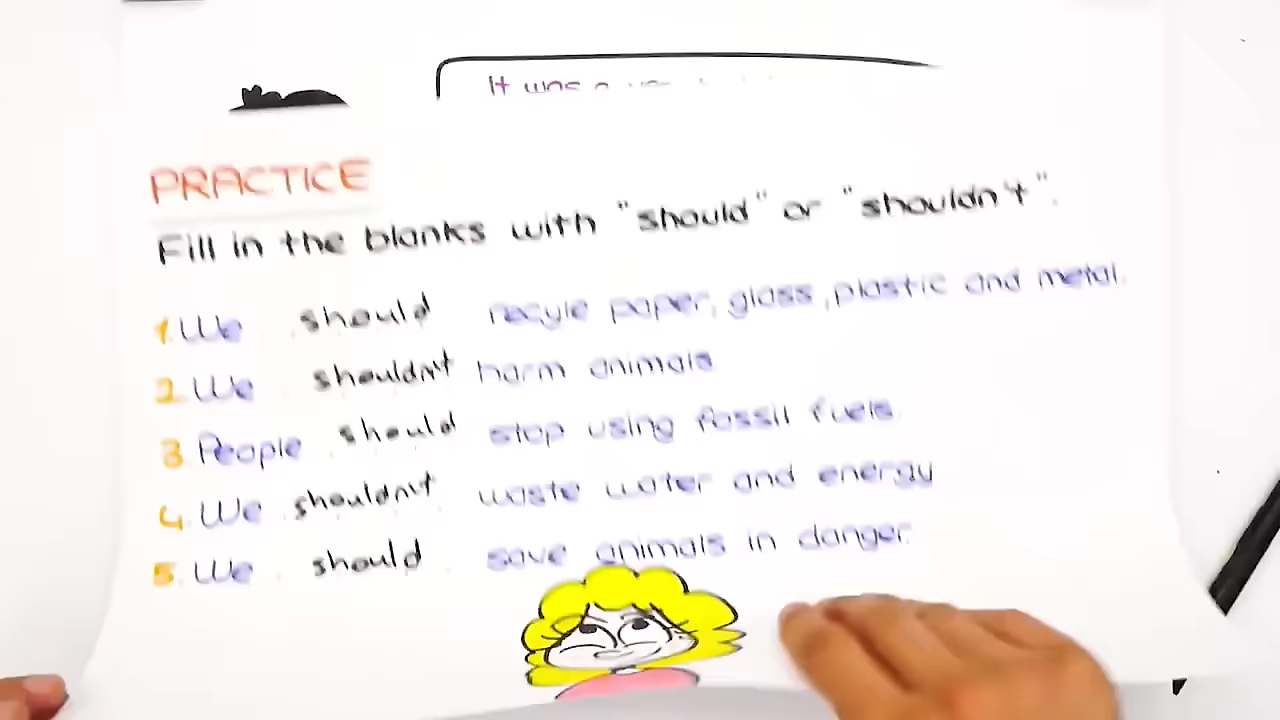 It was a
PRACTICE
Fill in the blanks with "should" or "shouldn't".
1. We should recyle paper, glass, plastic and metal.
2. We shouldn't harm animals
3. People should stop using fossil fuels
4. We shouldn't waste water and energy
5. We should save animals in danger.